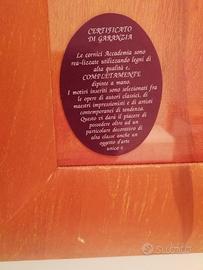 CERTIFICATO
DI GARANZIA
Le cornici Accademia sono
rea-lizzate utilizzando legni di
alta qualità e,
COMPLETAMENTE
dipinte a mano.
I motivi inseriti sono selezionati fra
le opere di autori classici, di
maestri impressionisti e di artisti
contemporanei di tendenza.
Questo vi darà il piacere di
possedere oltre ad un
particolare decorativo di
alta classe anche un
oggetto d'arte
unico e
subito